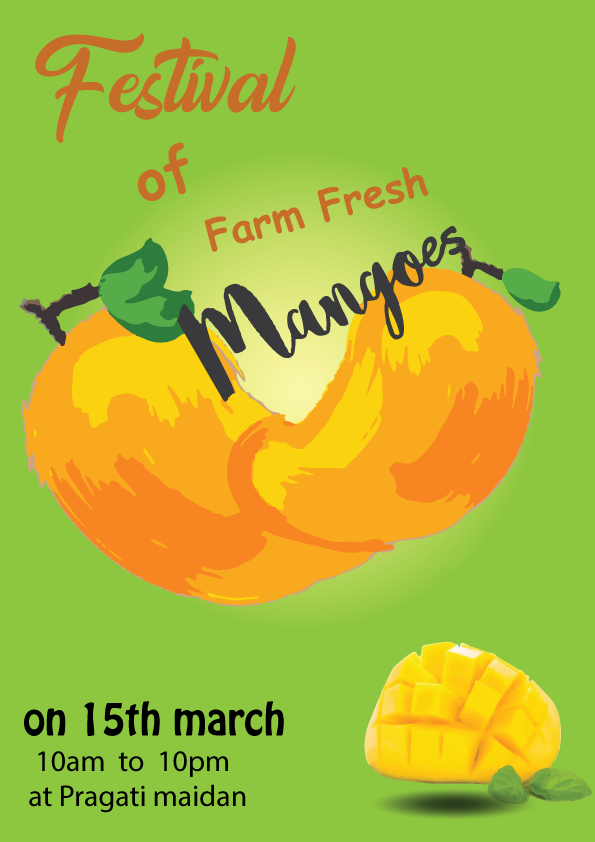 Festival
of
Farm Fresh
Mangoes
on 15th march
10am to 10pm
at Pragati maidan